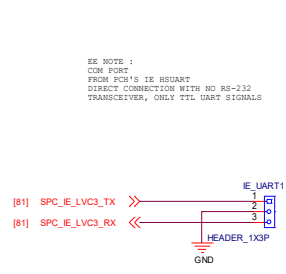 EE NOTE :
COM PORT
FROM PCH'S IE HSUART
DIRECT CONNECTION WITH NO RS-232
TRANSCEIVER, ONLY TTL UART SIGNALS
IE_UART1
[81] SPC_IE_LVC3_TX 1
2
[81] SPC_IE_LVC3_RX 3
HEADER_1X3P
GND